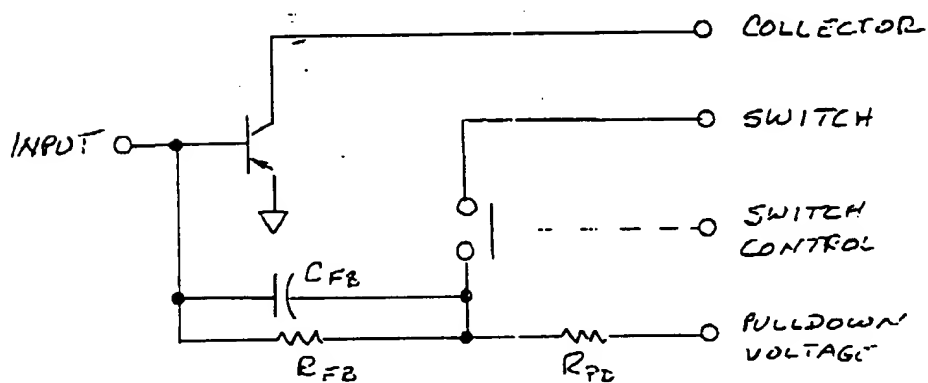 COLLECTOR
SWITCH
INPUT
SWITCH
CONTROL
CFB
PULLDOWN
VOLTAGE
RFB
RPD